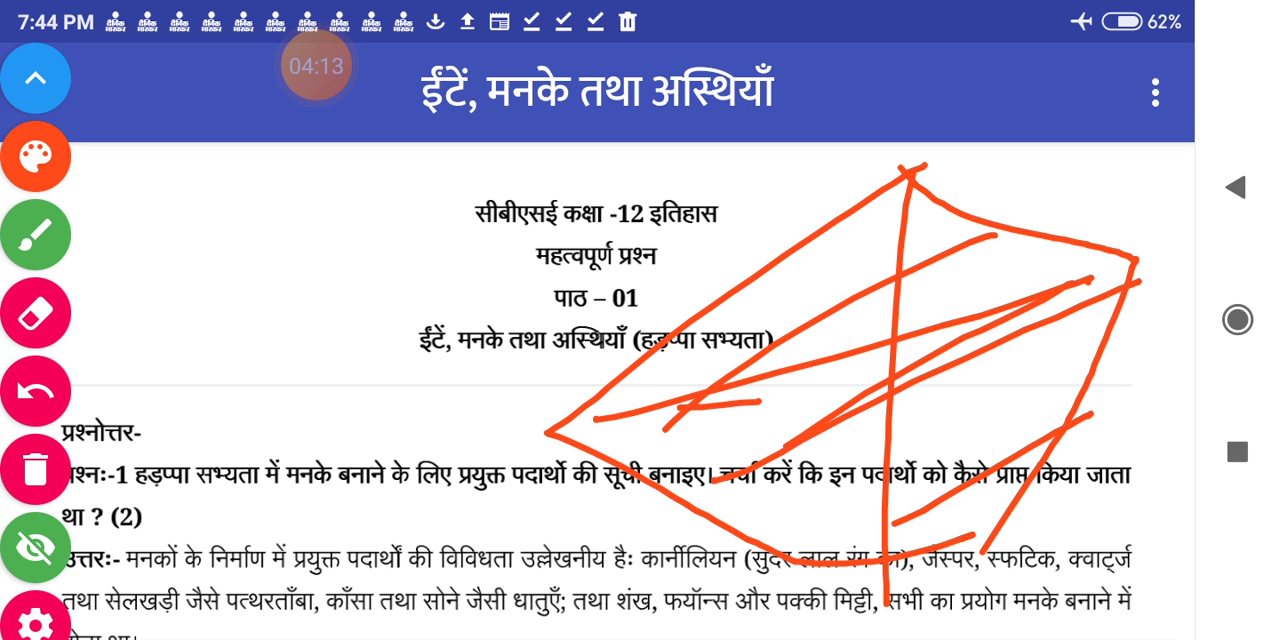 7:44 PM
62%
04:13
ईंटें, मनके तथा अस्थियाँ
सीबीएसई कक्षा -12 इतिहास
महत्वपूर्ण प्रश्न
पाठ – 01
ईंटें, मनके तथा अस्थियाँ (हड़प्पा सभ्यता)
प्रश्नोत्तर-
प्रश्नः-1 हड़प्पा सभ्यता में मनके बनाने के लिए प्रयुक्त पदार्थो की सूची बनाइए। चर्चा करें कि इन पदार्थो को कैसे प्राप्त किया जाता
था ? (2)
उत्तरः- मनकों के निर्माण में प्रयुक्त पदार्थों की विविधता उल्लेखनीय हैः कार्नीलियन (सुंदर लाल रंग का), जैस्पर, स्फटिक, क्वार्ट्ज
तथा सेलखड़ी जैसे पत्थरताँबा, काँसा तथा सोने जैसी धातुएँ; तथा शंख, फयॉन्स और पक्की मिट्टी, सभी का प्रयोग मनके बनाने में